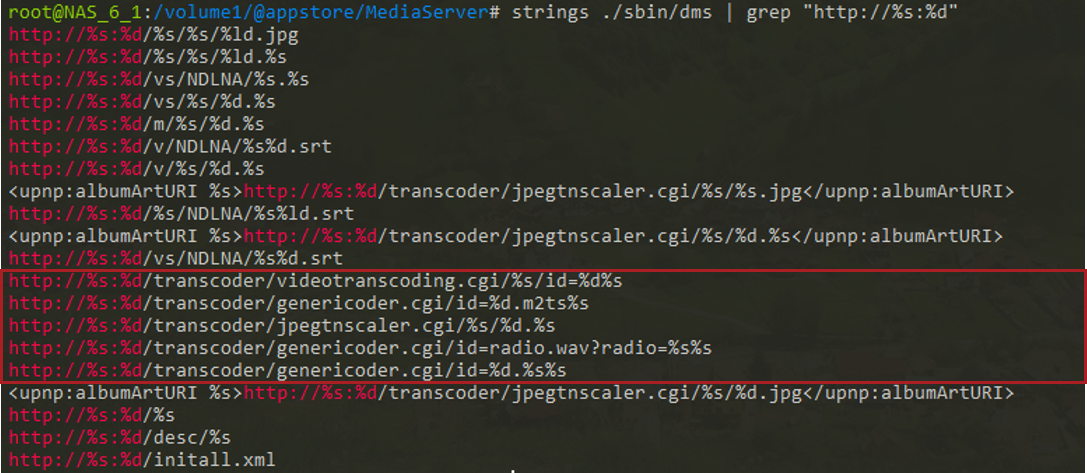 root@NAS_6_1:/volume1/@appstore/MediaServer# strings ./sbin/dms | grep "http://%s:%d"
http://%s:%d/%s/%s/%ld.jpg
http://%s:%d/%s/%s/%ld.%s
http://%s:%d/vs/NDLNA/%s.%s
http://%s:%d/vs/%s/%d.%s
http://%s:%d/m/%s/%d.%s
http://%s:%d/v/NDLNA/%s%d.srt
http://%s:%d/v/%s/%d.%s
<upnp:albumArtURI %s>http://%s:%d/transcoder/jpegtnscaler.cgi/%s/%s.jpg</upnp:albumArtURI>
http://%s:%d/%s/NDLNA/%s%ld.srt
<upnp:albumArtURI %s>http://%s:%d/transcoder/jpegtnscaler.cgi/%s/%d.%s</upnp:albumArtURI>
http://%s:%d/vs/NDLNA/%s%d.srt
http://%s:%d/transcoder/videotranscoding.cgi/%s/id=%d%s
http://%s:%d/transcoder/genericoder.cgi/id=%d.m2ts%s
http://%s:%d/transcoder/jpegtnscaler.cgi/%s/%d.%s
http://%s:%d/transcoder/genericoder.cgi/id=radio.wav?radio=%s%s
http://%s:%d/transcoder/genericoder.cgi/id=%d.%s%s
<upnp:albumArtURI %s>http://%s:%d/transcoder/jpegtnscaler.cgi/%s/%d.jpg</upnp:albumArtURI>
http://%s:%d/%s
http://%s:%d/desc/%s
http://%s:%d/initall.xml